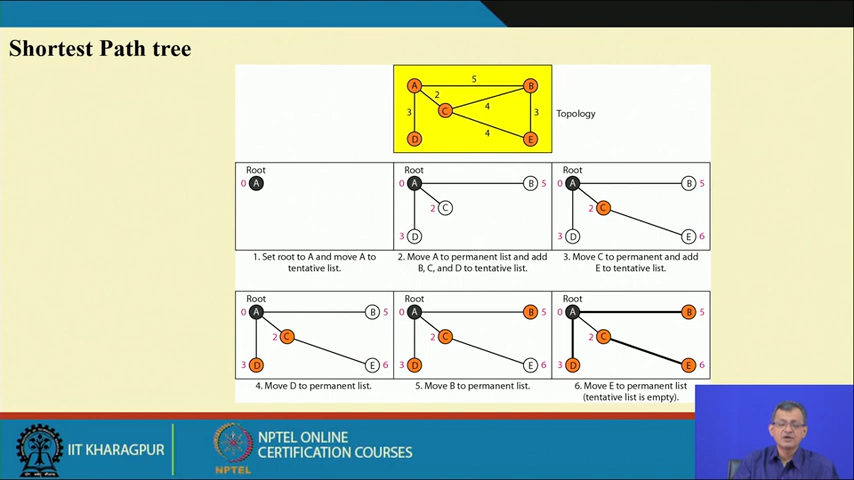 Shortest Path tree
A 5 B
2
3 C 4 3 Topology
4
D E
Root
0 A
1. Set root to A and move A to
tentative list.
Root
0 A B 5
2 C
3 D
2. Move A to permanent list and add
B, C, and D to tentative list.
Root
0 A B 5
2 C
3 D E 6
3. Move C to permanent and add
E to tentative list.
Root
0 A B 5
2 C
3 D E 6
4. Move D to permanent list.
Root
0 A B 5
2 C
3 D E 6
5. Move B to permanent list.
Root
0 A B 5
2 C
3 D E 6
6. Move E to permanent list
(tentative list is empty).
IIT KHARAGPUR
NPTEL
NPTEL ONLINE
CERTIFICATION COURSES